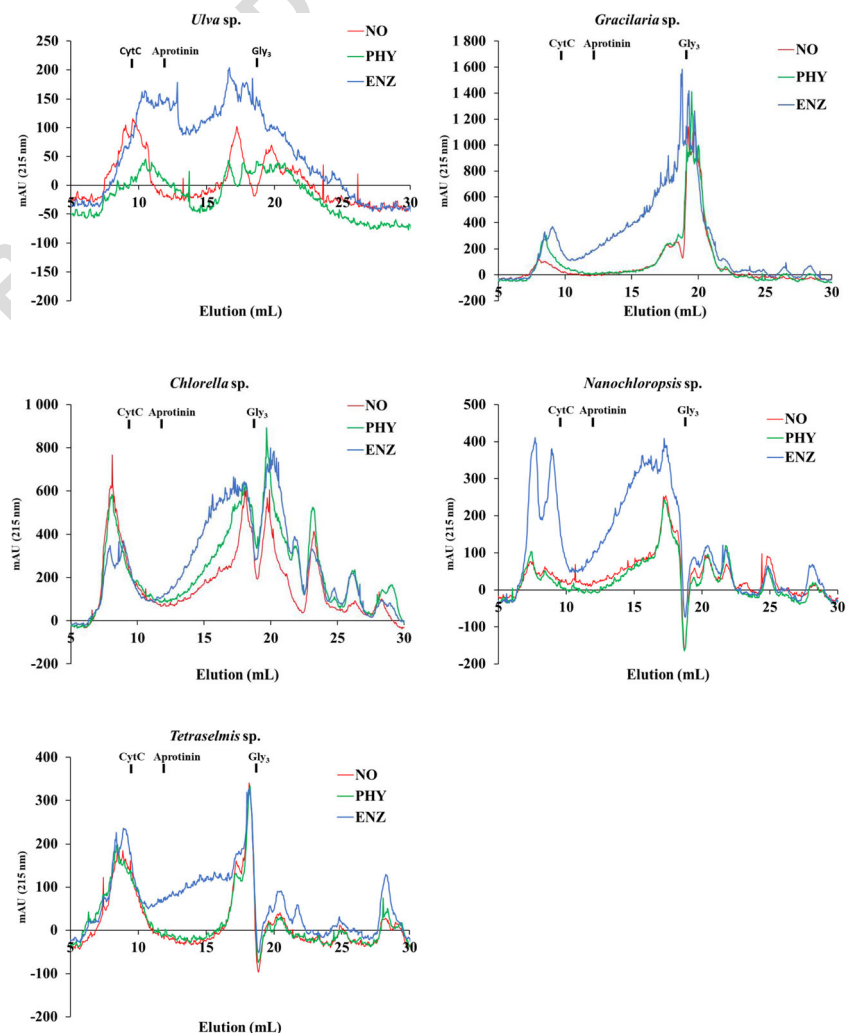 Ulva sp.
CytC Aprotinin Gly3
NO
PHY
ENZ
mAU (215 nm)
250
200
150
100
50
0
-50
-100
-150
-200
5 10 15 20 25 30
Elution (mL)
Gracilaria sp.
CytC Aprotinin Gly3
NO
PHY
ENZ
mAU (215 nm)
1 800
1 600
1 400
1 200
1 000
800
600
400
200
0
-200
5 10 15 20 25 30
Elution (mL)
Chlorella sp.
CytC Aprotinin Gly3
NO
PHY
ENZ
mAU (215 nm)
1 000
800
600
400
200
0
-200
5 10 15 20 25 30
Elution (mL)
Nanochloropsis sp.
CytC Aprotinin Gly3
NO
PHY
ENZ
mAU (215 nm)
500
400
300
200
100
0
-100
-200
5 10 15 20 25 30
Elution (mL)
Tetraselmis sp.
CytC Aprotinin Gly3
NO
PHY
ENZ
mAU (215 nm)
400
300
200
100
0
-100
-200
5 10 15 20 25 30
Elution (mL)